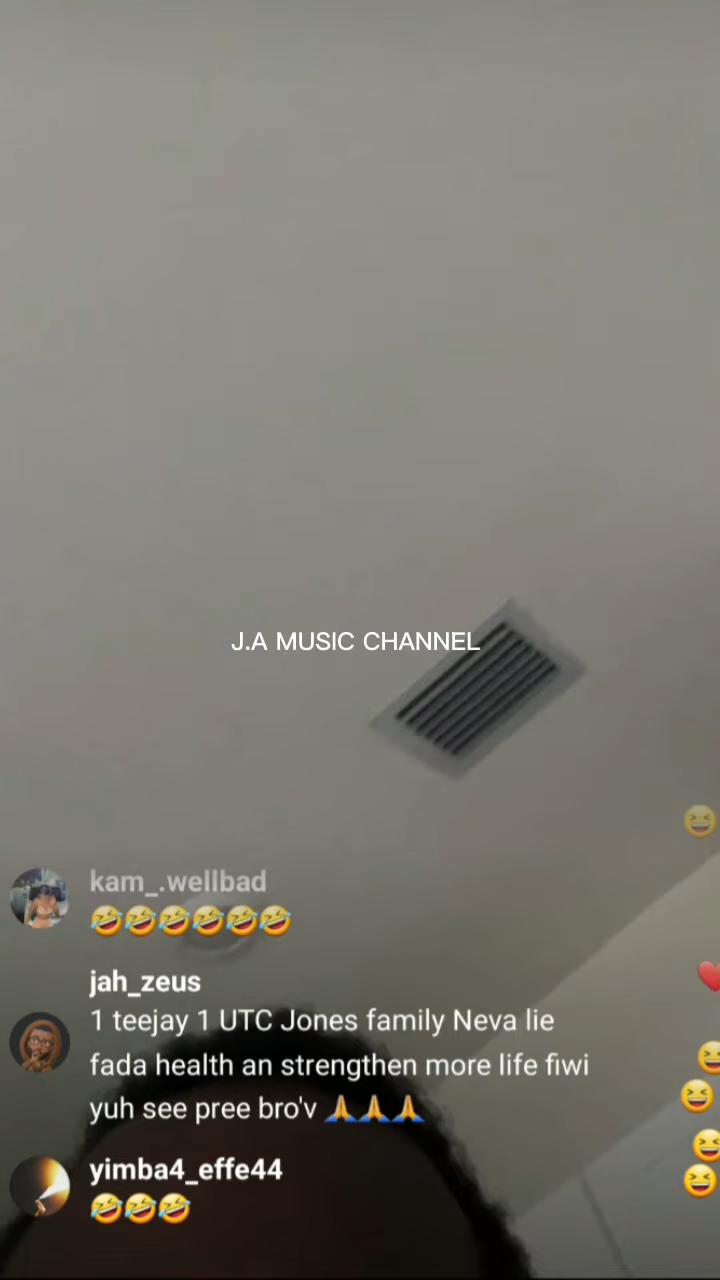 J.A MUSIC CHANNEL
kam_.wellbad
🤣🤣🤣🤣🤣🤣
jah_zeus
1 teejay 1 UTC Jones family Neva lie
fada health an strengthen more life fiwi
yuh see pree bro'v 🙏🙏🙏
yimba4_effe44
🤣🤣🤣